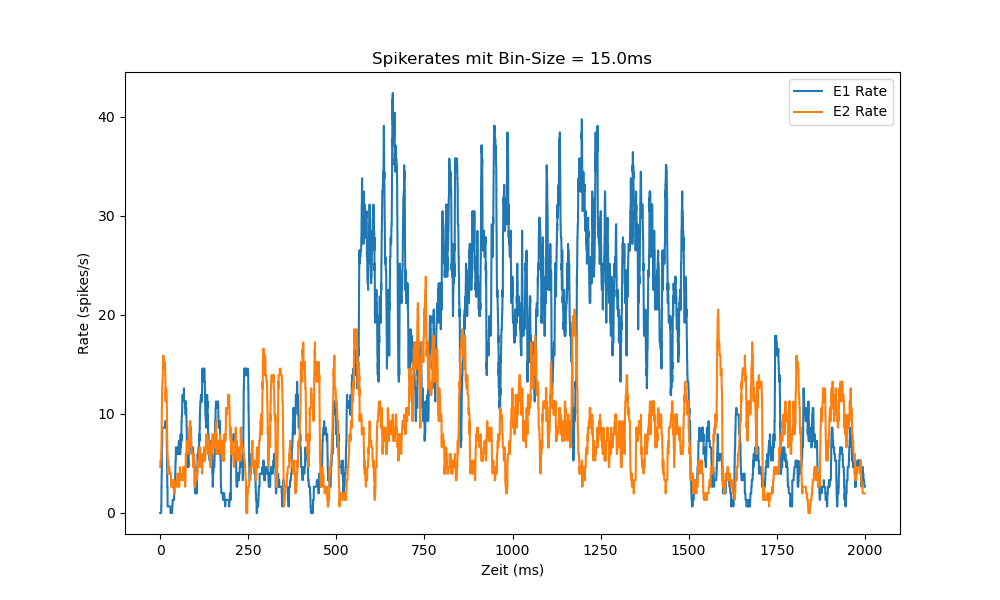 Spikerates mit Bin-Size = 15.0ms
E1 Rate
E2 Rate
40
30
20
10
0
Rate (spikes/s)
0 250 500 750 1000 1250 1500 1750 2000
Zeit (ms)